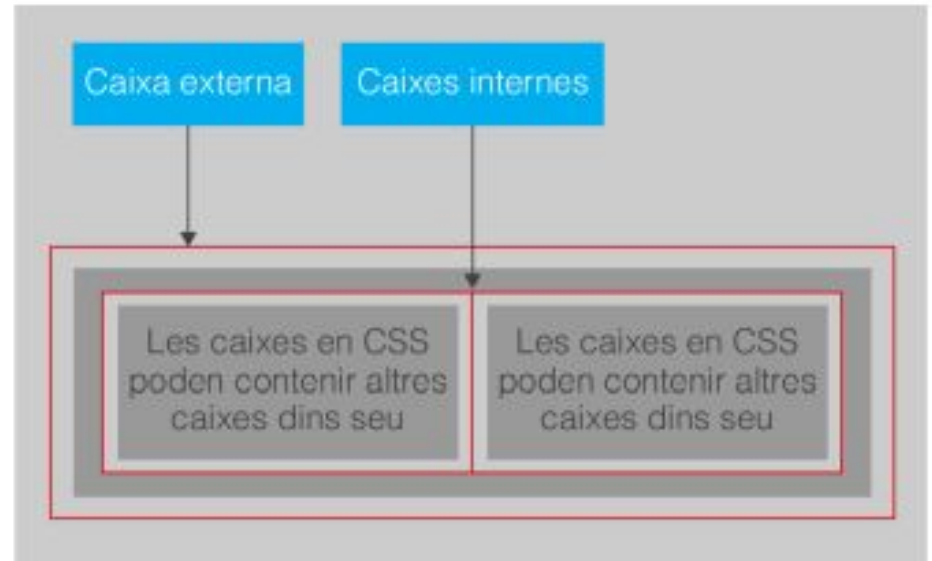 Caixa externa
Caixes internes
Les caixes en CSS
poden contenir altres
caixes dins seu
Les caixes en CSS
poden contenir altres
caixes dins seu